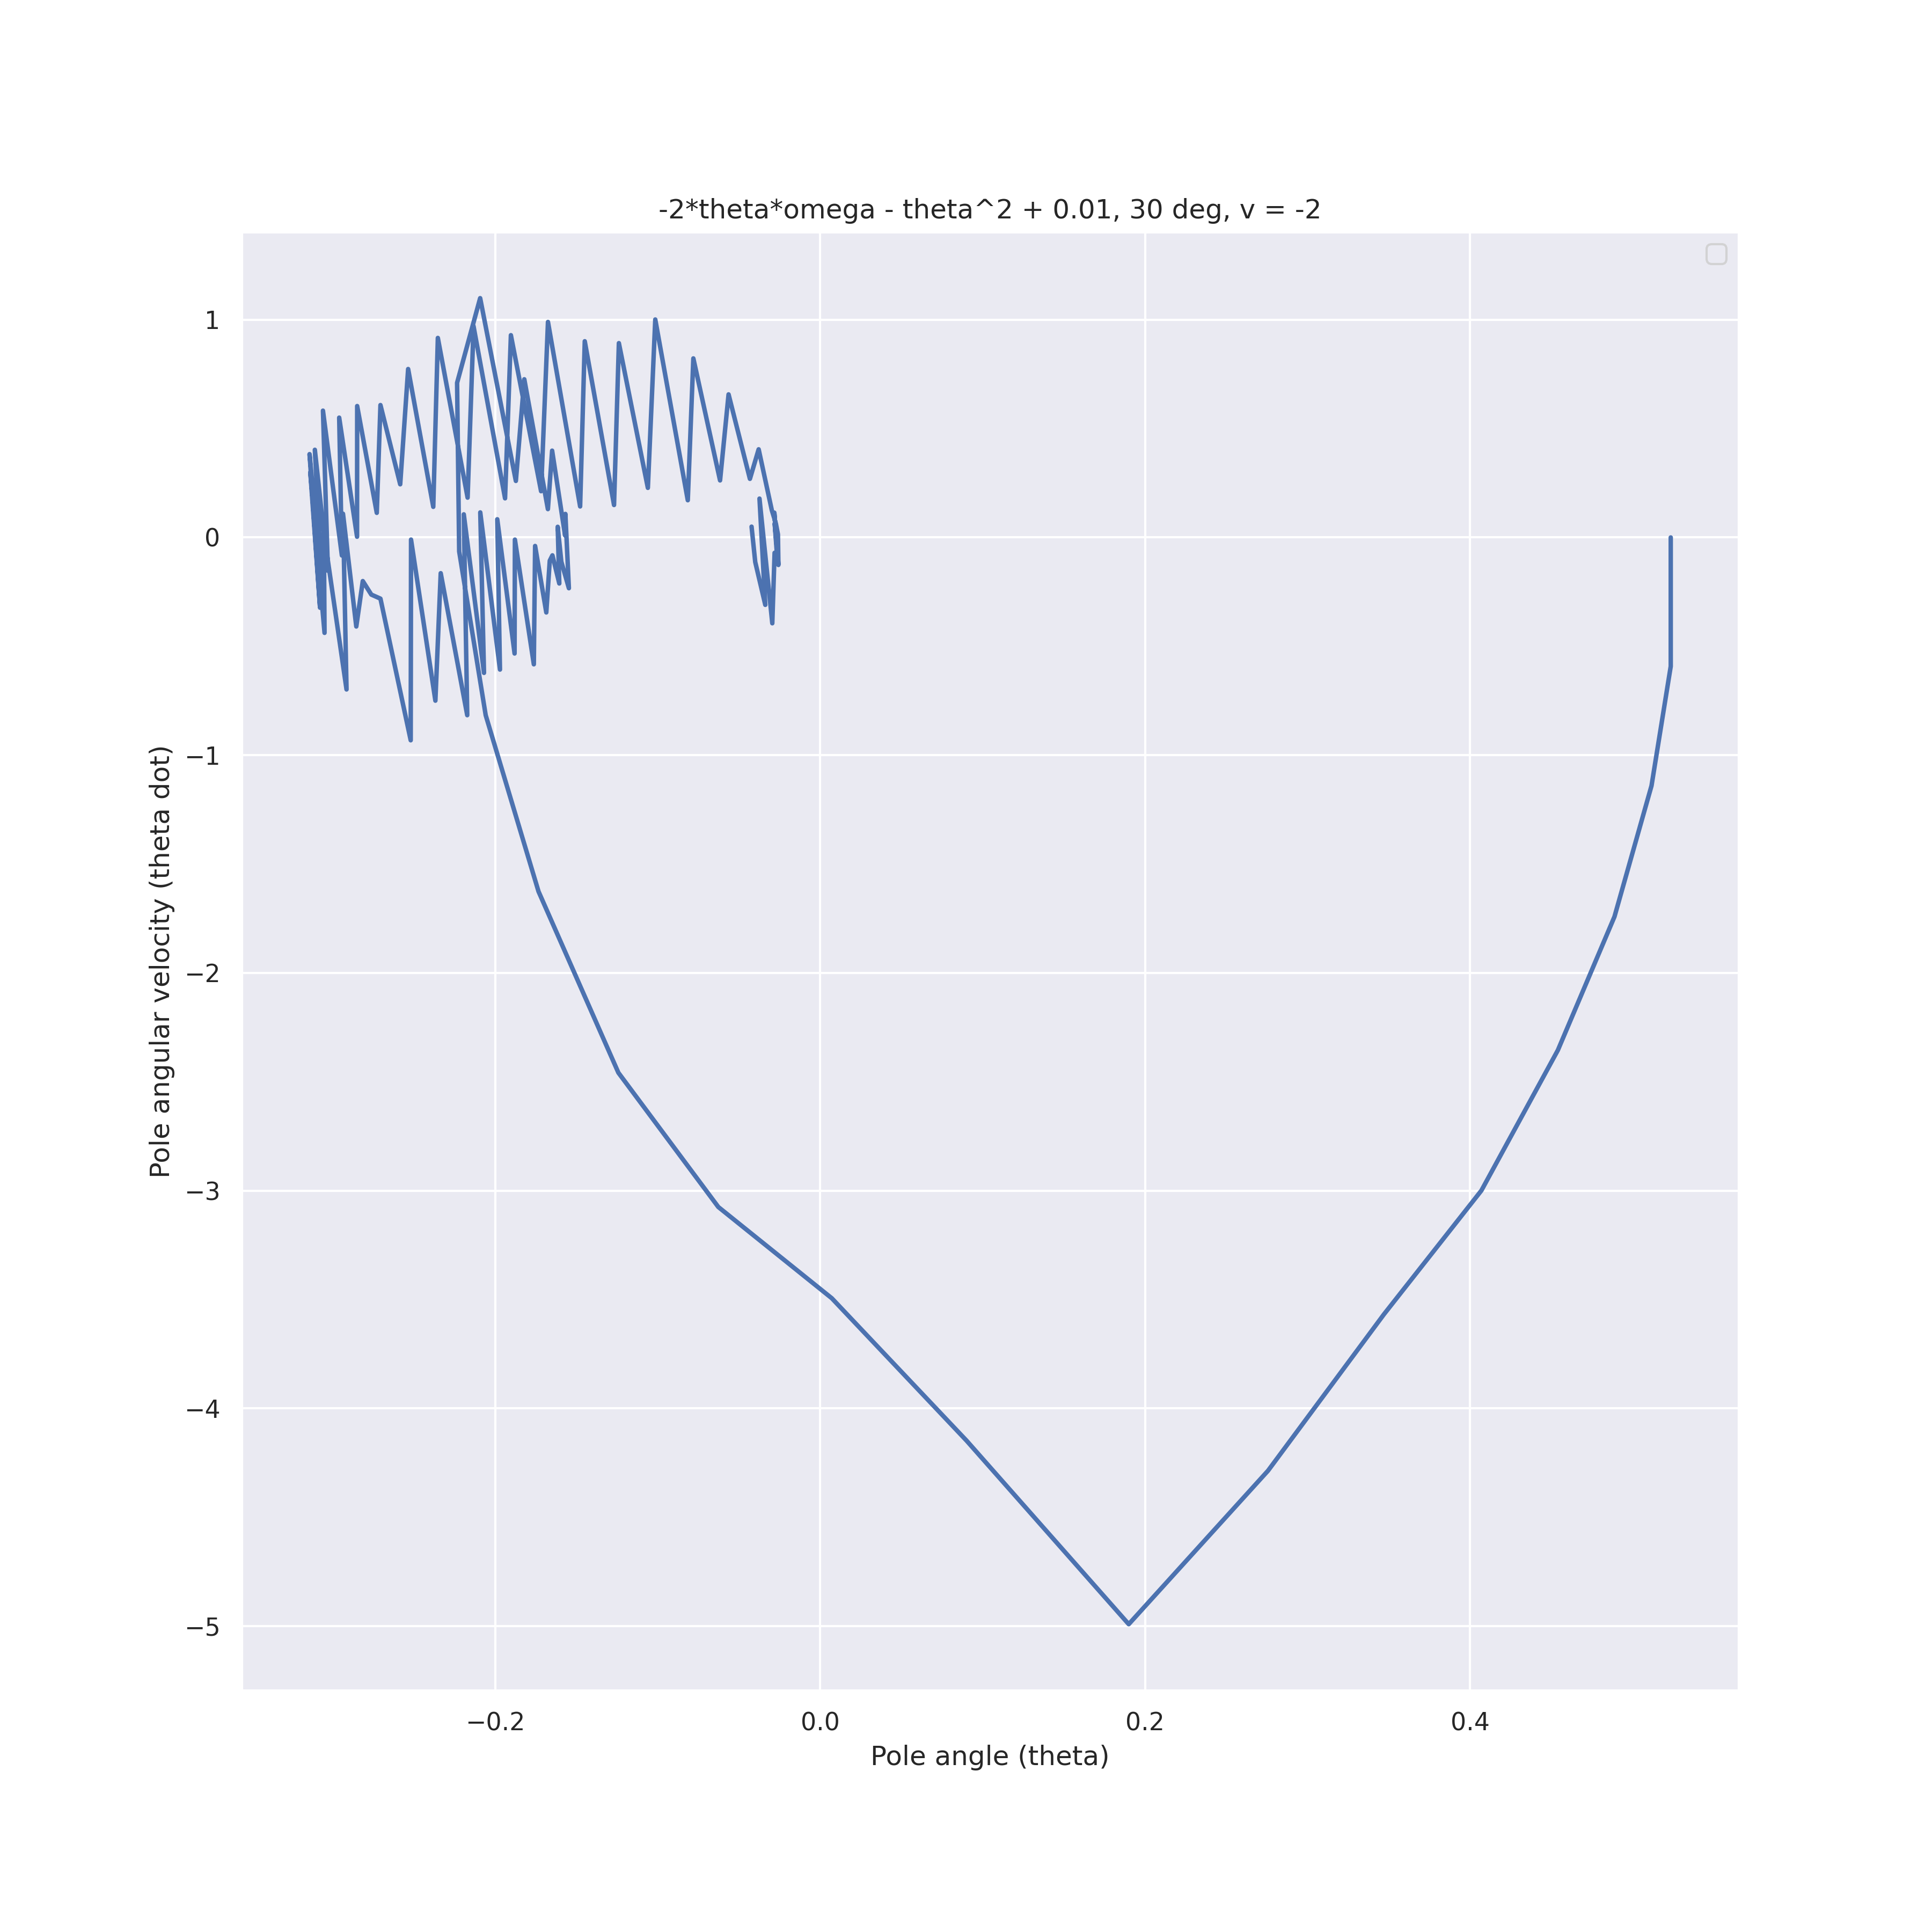 -2*theta*omega - theta^2 + 0.01, 30 deg, v = -2
1
0
−1
−2
−3
−4
−5
Pole angular velocity (theta dot)
−0.2 0.0 0.2 0.4
Pole angle (theta)